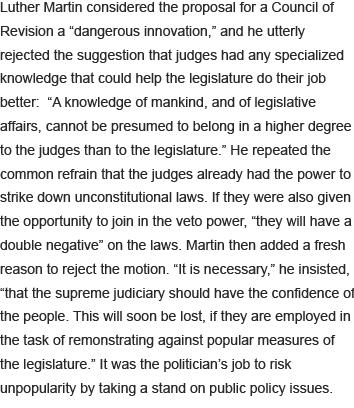 Luther Martin considered the proposal for a Council of
Revision a “dangerous innovation,” and he utterly
rejected the suggestion that judges had any specialized
knowledge that could help the legislature do their job
better:  “A knowledge of mankind, and of legislative
affairs, cannot be presumed to belong in a higher degree
to the judges than to the legislature.” He repeated the
common refrain that the judges already had the power to
strike down unconstitutional laws. If they were also given
the opportunity to join in the veto power, “they will have a
double negative” on the laws. Martin then added a fresh
reason to reject the motion. “It is necessary,” he insisted,
“that the supreme judiciary should have the confidence of
the people. This will soon be lost, if they are employed in
the task of remonstrating against popular measures of
the legislature.” It was the politician’s job to risk
unpopularity by taking a stand on public policy issues.